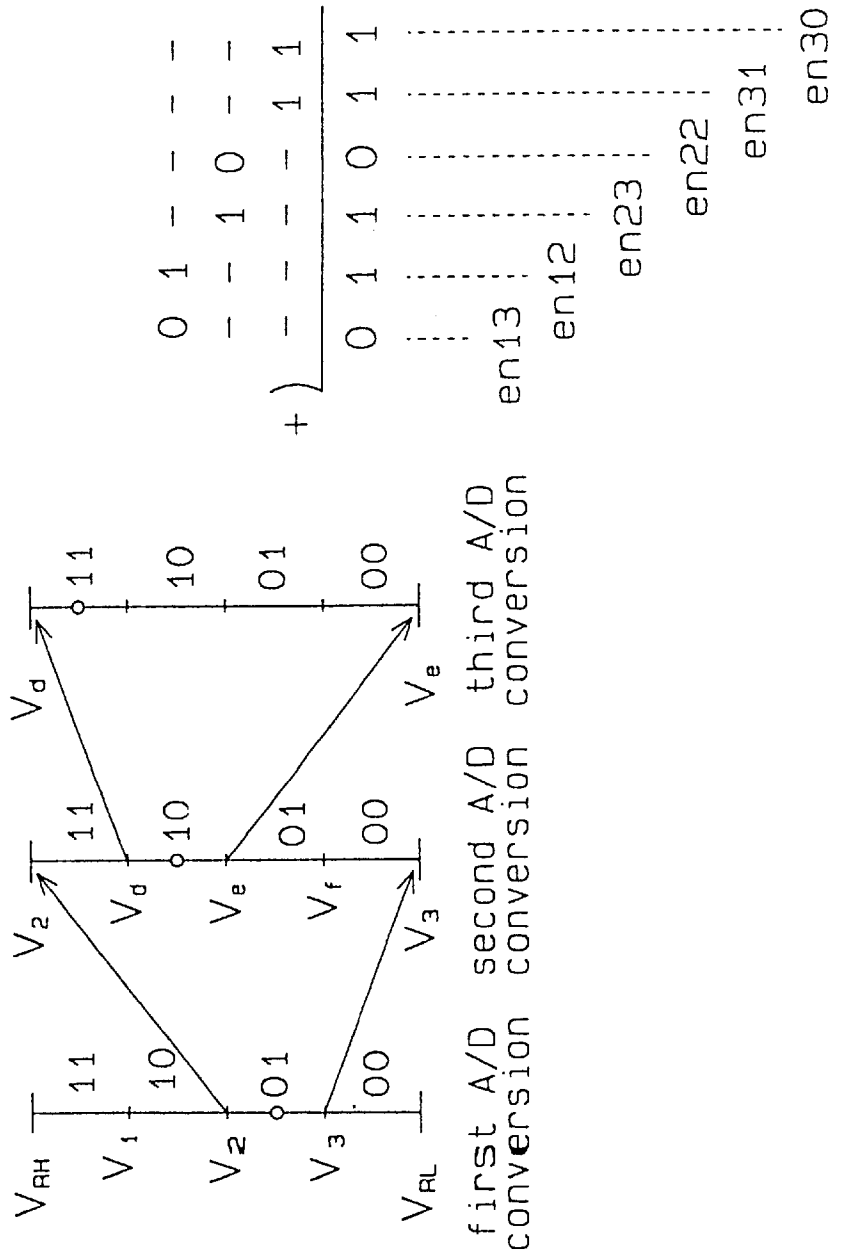 V_RH
11
V_1
10
V_2
01
V_3
00
V_RL
first A/D
conversion
V_2
11
V_d
10
V_e
01
V_f
00
V_3
second A/D
conversion
V_d
11
10
01
00
V_e
third A/D
conversion
0 1 - - - -
- - 1 0 - -
+ ) - - - - 1 1
0 1 1 0 1 1
en13
en12
en23
en22
en31
en30